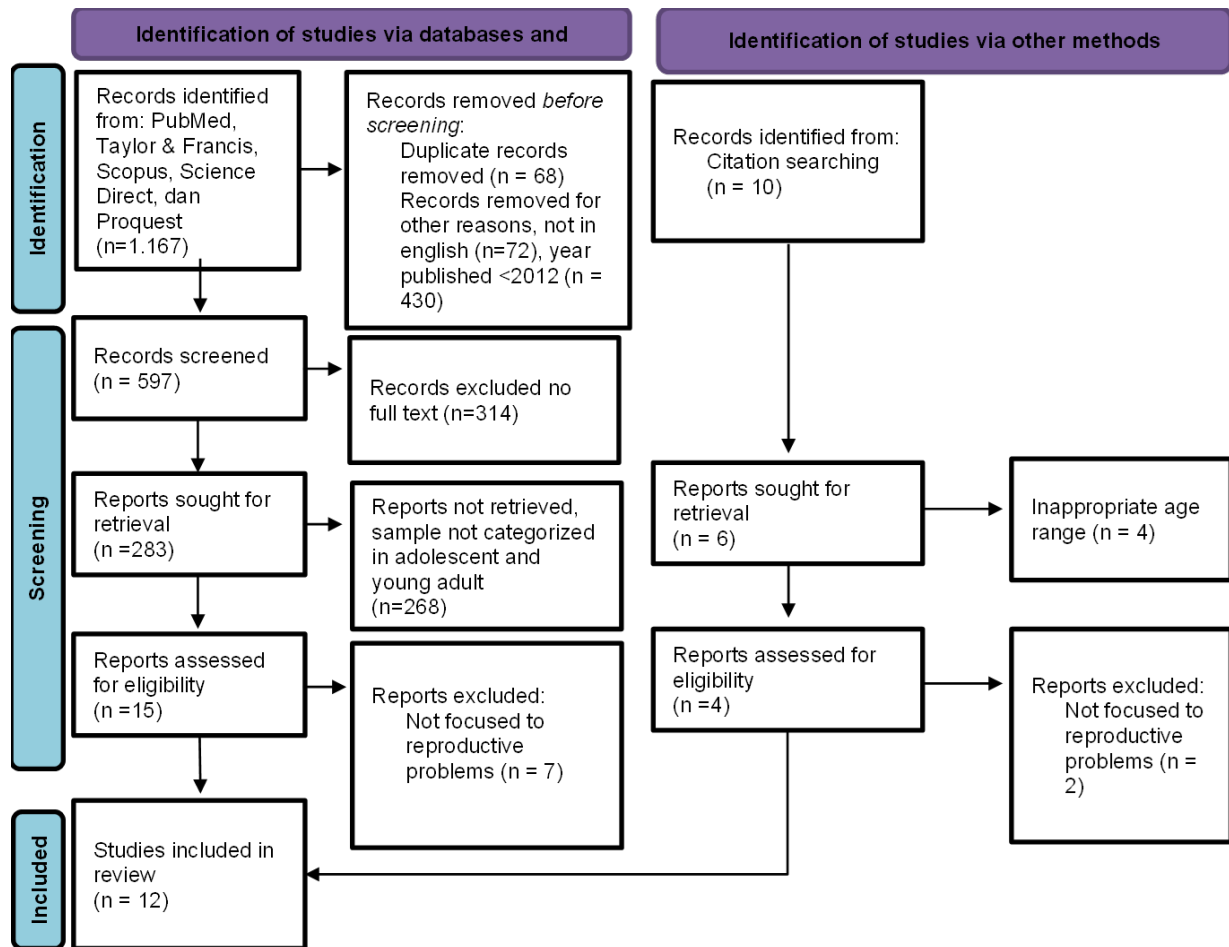 Identification of studies via databases and
Identification of studies via other methods
Identification
Records identified
from: PubMed,
Taylor & Francis,
Scopus, Science
Direct, dan
Proquest
(n=1.167)
Records removed before
screening:
Duplicate records
removed (n = 68)
Records removed for
other reasons, not in
english (n=72), year
published <2012 (n =
430)
Records identified from:
Citation searching
(n = 10)
Screening
Records screened
(n = 597)
Records excluded no
full text (n=314)
Reports sought for
retrieval
(n =283)
Reports not retrieved,
sample not categorized
in adolescent and
young adult
(n=268)
Reports sought for
retrieval
(n = 6)
Inappropriate age
range (n = 4)
Reports assessed
for eligibility
(n =15)
Reports excluded:
Not focused to
reproductive
problems (n = 7)
Reports assessed for
eligibility
(n =4)
Reports excluded:
Not focused to
reproductive
problems (n =
2)
Included
Studies included in
review
(n = 12)